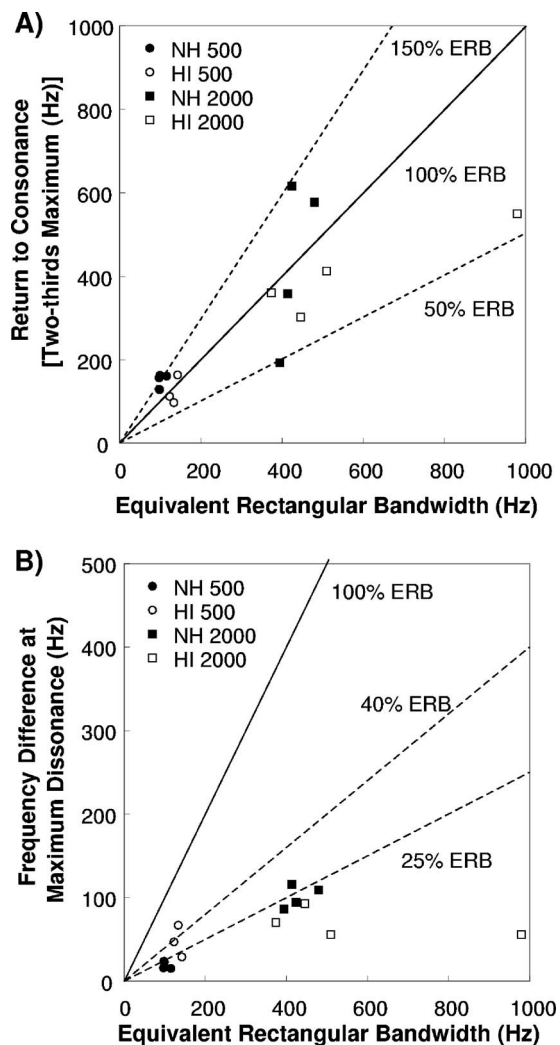 A)
Return to Consonance
[Two-thirds Maximum (Hz)]
1000
800
600
400
200
0
NH 500
HI 500
NH 2000
HI 2000
150% ERB
100% ERB
50% ERB
0 200 400 600 800 1000
Equivalent Rectangular Bandwidth (Hz)
B)
Frequency Difference at
Maximum Dissonance (Hz)
500
400
300
200
100
0
NH 500
HI 500
NH 2000
HI 2000
100% ERB
40% ERB
25% ERB
0 200 400 600 800 1000
Equivalent Rectangular Bandwidth (Hz)